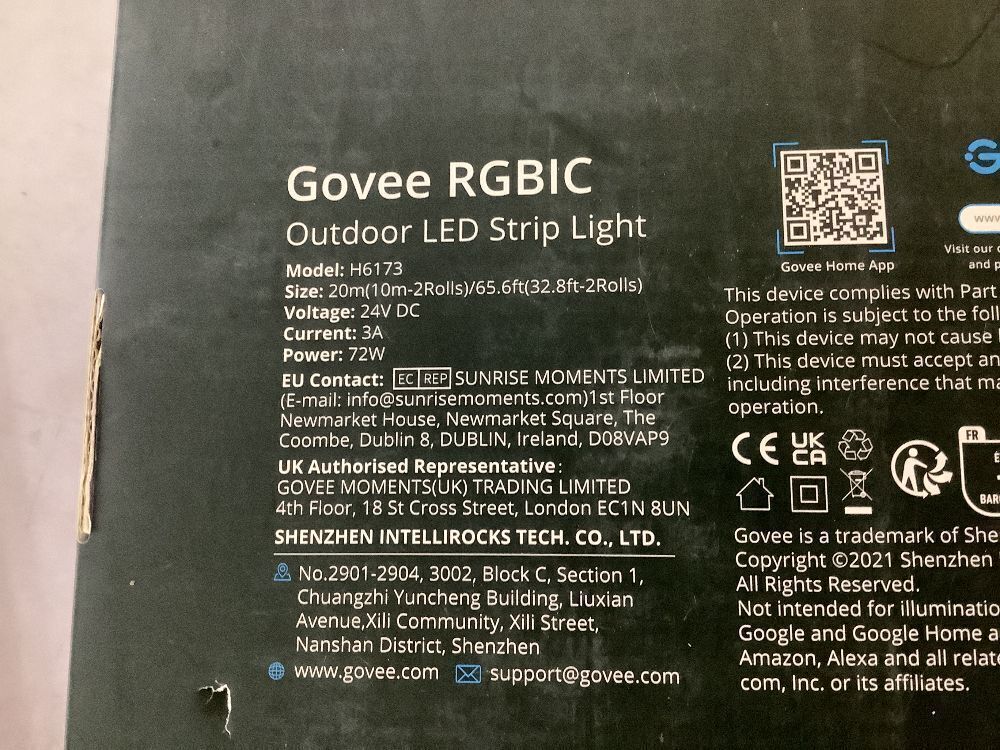 Govee RGBIC
Outdoor LED Strip Light
Model: H6173
Size: 20m(10m-2Rolls)/65.6ft(32.8ft-2Rolls)
Voltage: 24V DC
Current: 3A
Power: 72W
EU Contact: EC REP SUNRISE MOMENTS LIMITED
(E-mail: info@sunrisemoments.com)1st Floor
Newmarket House, Newmarket Square, The
Coombe, Dublin 8, DUBLIN, Ireland, D08VAP9
UK Authorised Representative:
GOVEE MOMENTS(UK) TRADING LIMITED
4th Floor, 18 St Cross Street, London EC1N 8UN
SHENZHEN INTELLIROCKS TECH. CO., LTD.
No.2901-2904, 3002, Block C, Section 1,
Chuangzhi Yuncheng Building, Liuxian
Avenue,Xili Community, Xili Street,
Nanshan District, Shenzhen
www.govee.com support@govee.com
Govee Home App
www
Visit our
and p
This device complies with Part
Operation is subject to the foll
(1) This device may not cause
(2) This device must accept an
including interference that ma
operation.
CE UK CA
FR
Govee is a trademark of She
Copyright ©2021 Shenzhen
All Rights Reserved.
Not intended for illuminatio
Google and Google Home a
Amazon, Alexa and all relate
com, Inc. or its affiliates.